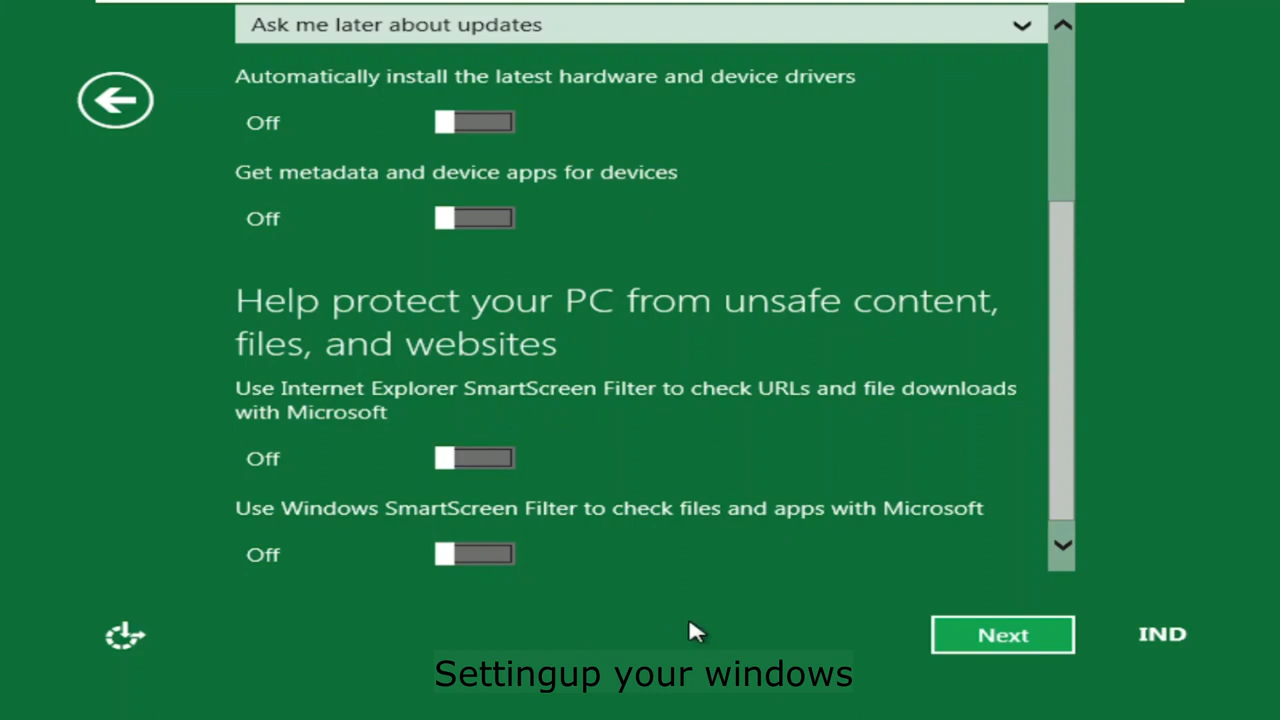 Ask me later about updates
Automatically install the latest hardware and device drivers
Off
Get metadata and device apps for devices
Off
Help protect your PC from unsafe content,
files, and websites
Use Internet Explorer SmartScreen Filter to check URLs and file downloads
with Microsoft
Off
Use Windows SmartScreen Filter to check files and apps with Microsoft
Off
Next
IND
Settingup your windows